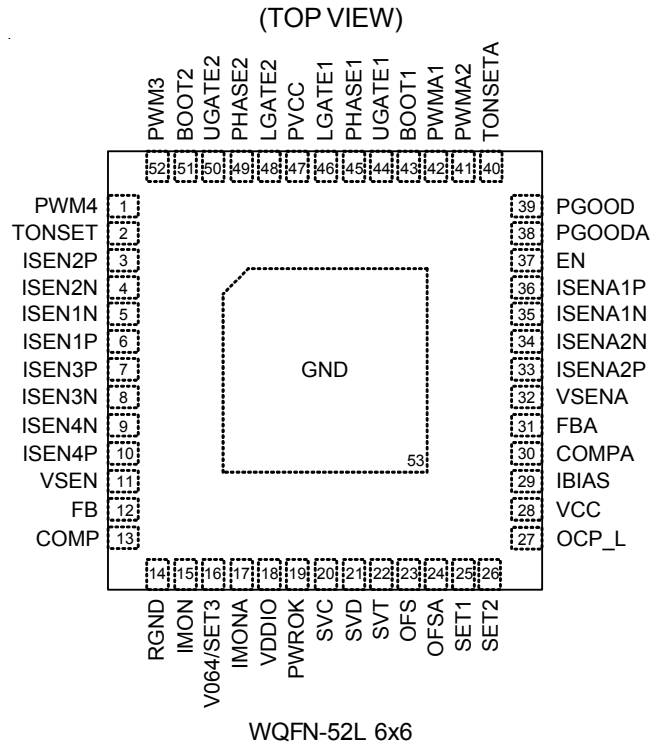 (TOP VIEW)
PWM3
BOOT2
UGATE2
PHASE2
LGATE2
PVCC
LGATE1
PHASE1
UGATE1
BOOT1
PWMA1
PWMA2
TONSETA
52 51 50 49 48 47 46 45 44 43 42 41 40
PWM4 1
TONSET 2
ISEN2P 3
ISEN2N 4
ISEN1N 5
ISEN1P 6
ISEN3P 7
ISEN3N 8
ISEN4N 9
ISEN4P 10
VSEN 11
FB 12
COMP 13
GND
53
39 PGOOD
38 PGOODA
37 EN
36 ISENA1P
35 ISENA1N
34 ISENA2N
33 ISENA2P
32 VSENA
31 FBA
30 COMPA
29 IBIAS
28 VCC
27 OCP_L
14 15 16 17 18 19 20 21 22 23 24 25 26
RGND
IMON
V064/SET3
IMONA
VDDIO
PWROK
SVC
SVD
SVT
OFS
OFSA
SET1
SET2
WQFN-52L 6x6